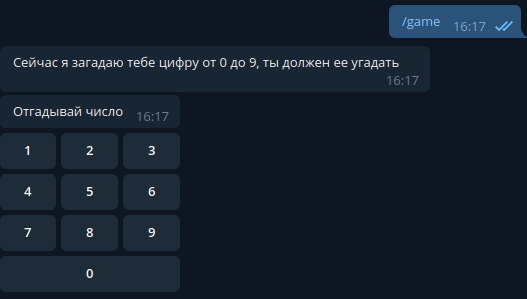 /game 16:17
Сейчас я загадаю тебе цифру от 0 до 9, ты должен ее угадать
16:17
Отгадывай число 16:17
1 2 3
4 5 6
7 8 9
0